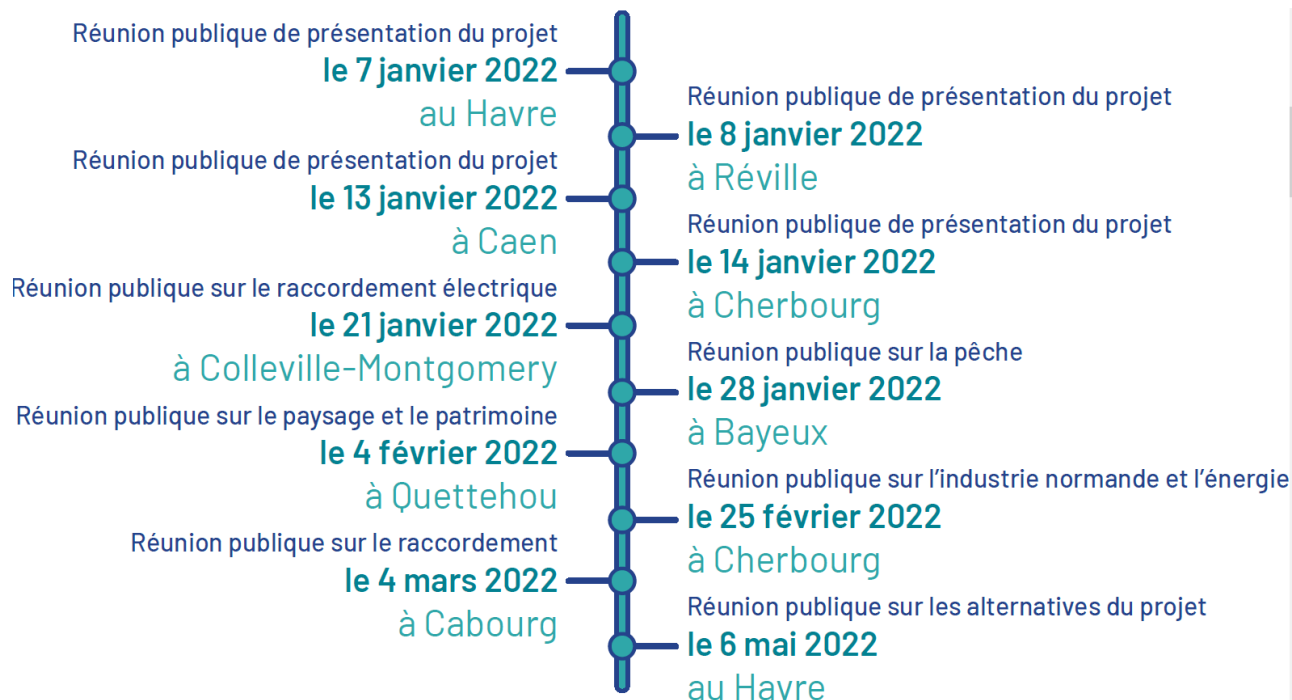 Réunion publique de présentation du projet
le 7 janvier 2022
au Havre
Réunion publique de présentation du projet
le 8 janvier 2022
à Réville
Réunion publique de présentation du projet
le 13 janvier 2022
à Caen
Réunion publique de présentation du projet
le 14 janvier 2022
à Cherbourg
Réunion publique sur le raccordement électrique
le 21 janvier 2022
à Colleville-Montgomery
Réunion publique sur la pêche
le 28 janvier 2022
à Bayeux
Réunion publique sur le paysage et le patrimoine
le 4 février 2022
à Quettehou
Réunion publique sur l'industrie normande et l'énergie
le 25 février 2022
à Cherbourg
Réunion publique sur le raccordement
le 4 mars 2022
à Cabourg
Réunion publique sur les alternatives du projet
le 6 mai 2022
au Havre